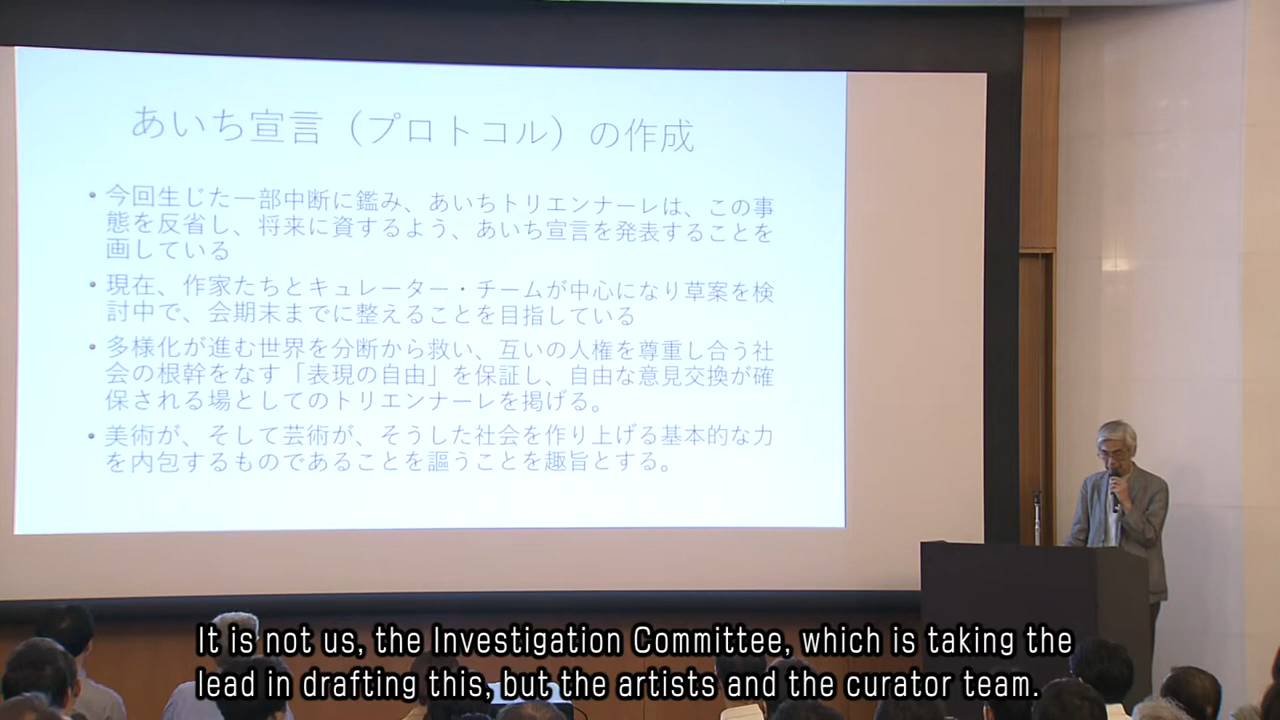 あいち宣言（プロトコル）の作成
• 今回生じた一部中断に鑑み、あいちトリエンナーレは、この事
態を反省し、将来に資するよう、あいち宣言を発表することを
画している
• 現在、作家たちとキュレーター・チームが中心になり草案を検
討中で、会期末までに整えることを目指している
• 多様化が進む世界を分断から救い、互いの人権を尊重し合う社
会の根幹をなす「表現の自由」を保証し、自由な意見交換が確
保される場としてのトリエンナーレを掲げる。
• 美術が、そして芸術が、そうした社会を作り上げる基本的な力
を内包するものであることを謳うことを趣旨とする。
It is not us, the Investigation Committee, which is taking the
lead in drafting this, but the artists and the curator team.